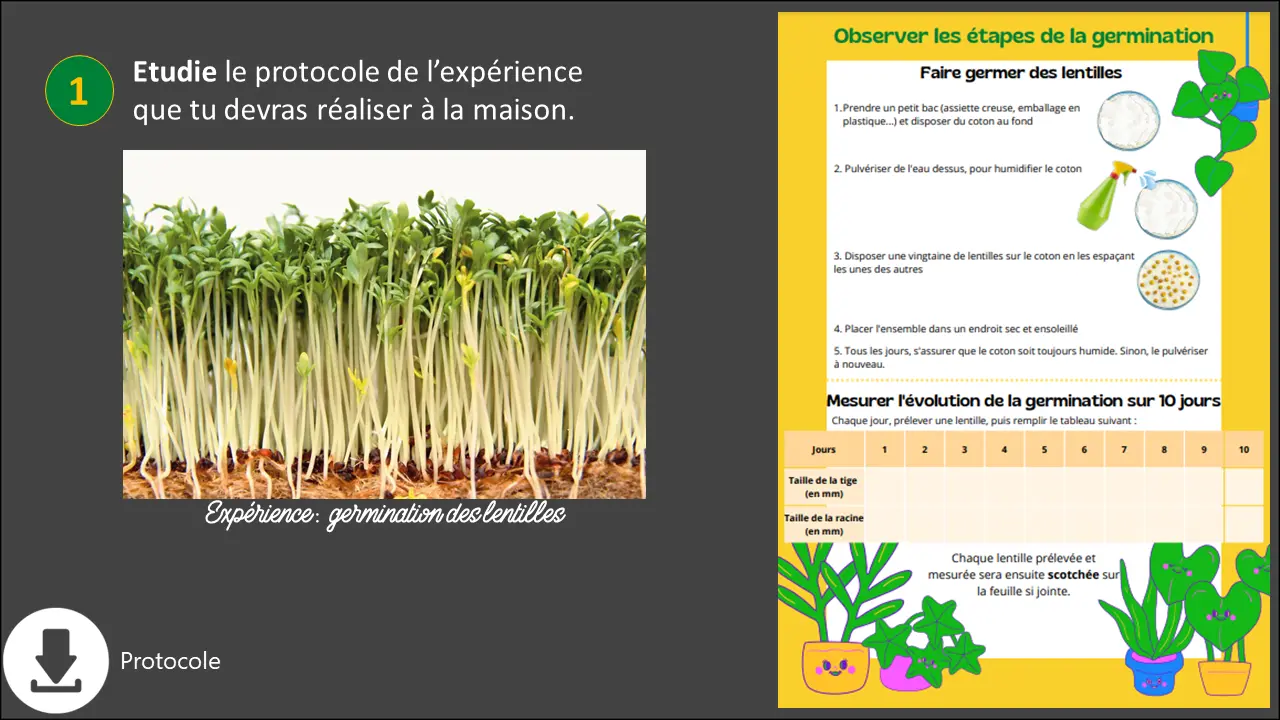 1
Etudie le protocole de l’expérience
que tu devras réaliser à la maison.
Expérience : germination des lentilles
Protocole
Observer les étapes de la germination
Faire germer des lentilles
1.Prendre un petit bac (assiette creuse, emballage en
plastique...) et disposer du coton au fond
2. Pulvériser de l'eau dessus, pour humidifier le coton
3. Disposer une vingtaine de lentilles sur le coton en les espaçant
les unes des autres
4. Placer l'ensemble dans un endroit sec et ensoleillé
5. Tous les jours, s'assurer que le coton soit toujours humide. Sinon, le pulvériser
à nouveau.
Mesurer l'évolution de la germination sur 10 jours
Chaque jour, prélever une lentille, puis remplir le tableau suivant :
Jours 1 2 3 4 5 6 7 8 9 10
Taille de la tige
(en mm)
Taille de la racine
(en mm)
Chaque lentille prélevée et
mesurée sera ensuite scotchée sur
la feuille si jointe.